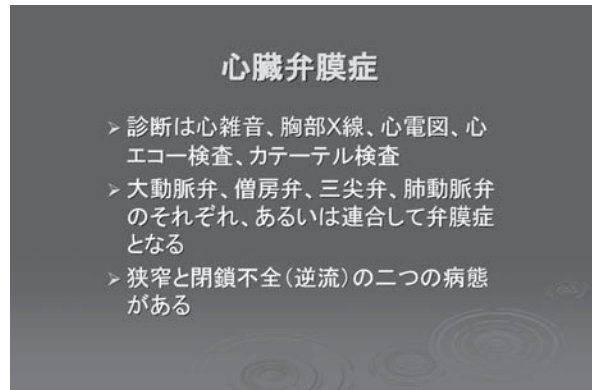 心臓弁膜症
➢ 診断は心雑音、胸部X線、心電図、心
エコー検査、カテーテル検査
➢ 大動脈弁、僧房弁、三尖弁、肺動脈弁
のそれぞれ、あるいは連合して弁膜症
となる
➢ 狭窄と閉鎖不全(逆流)の二つの病態
がある